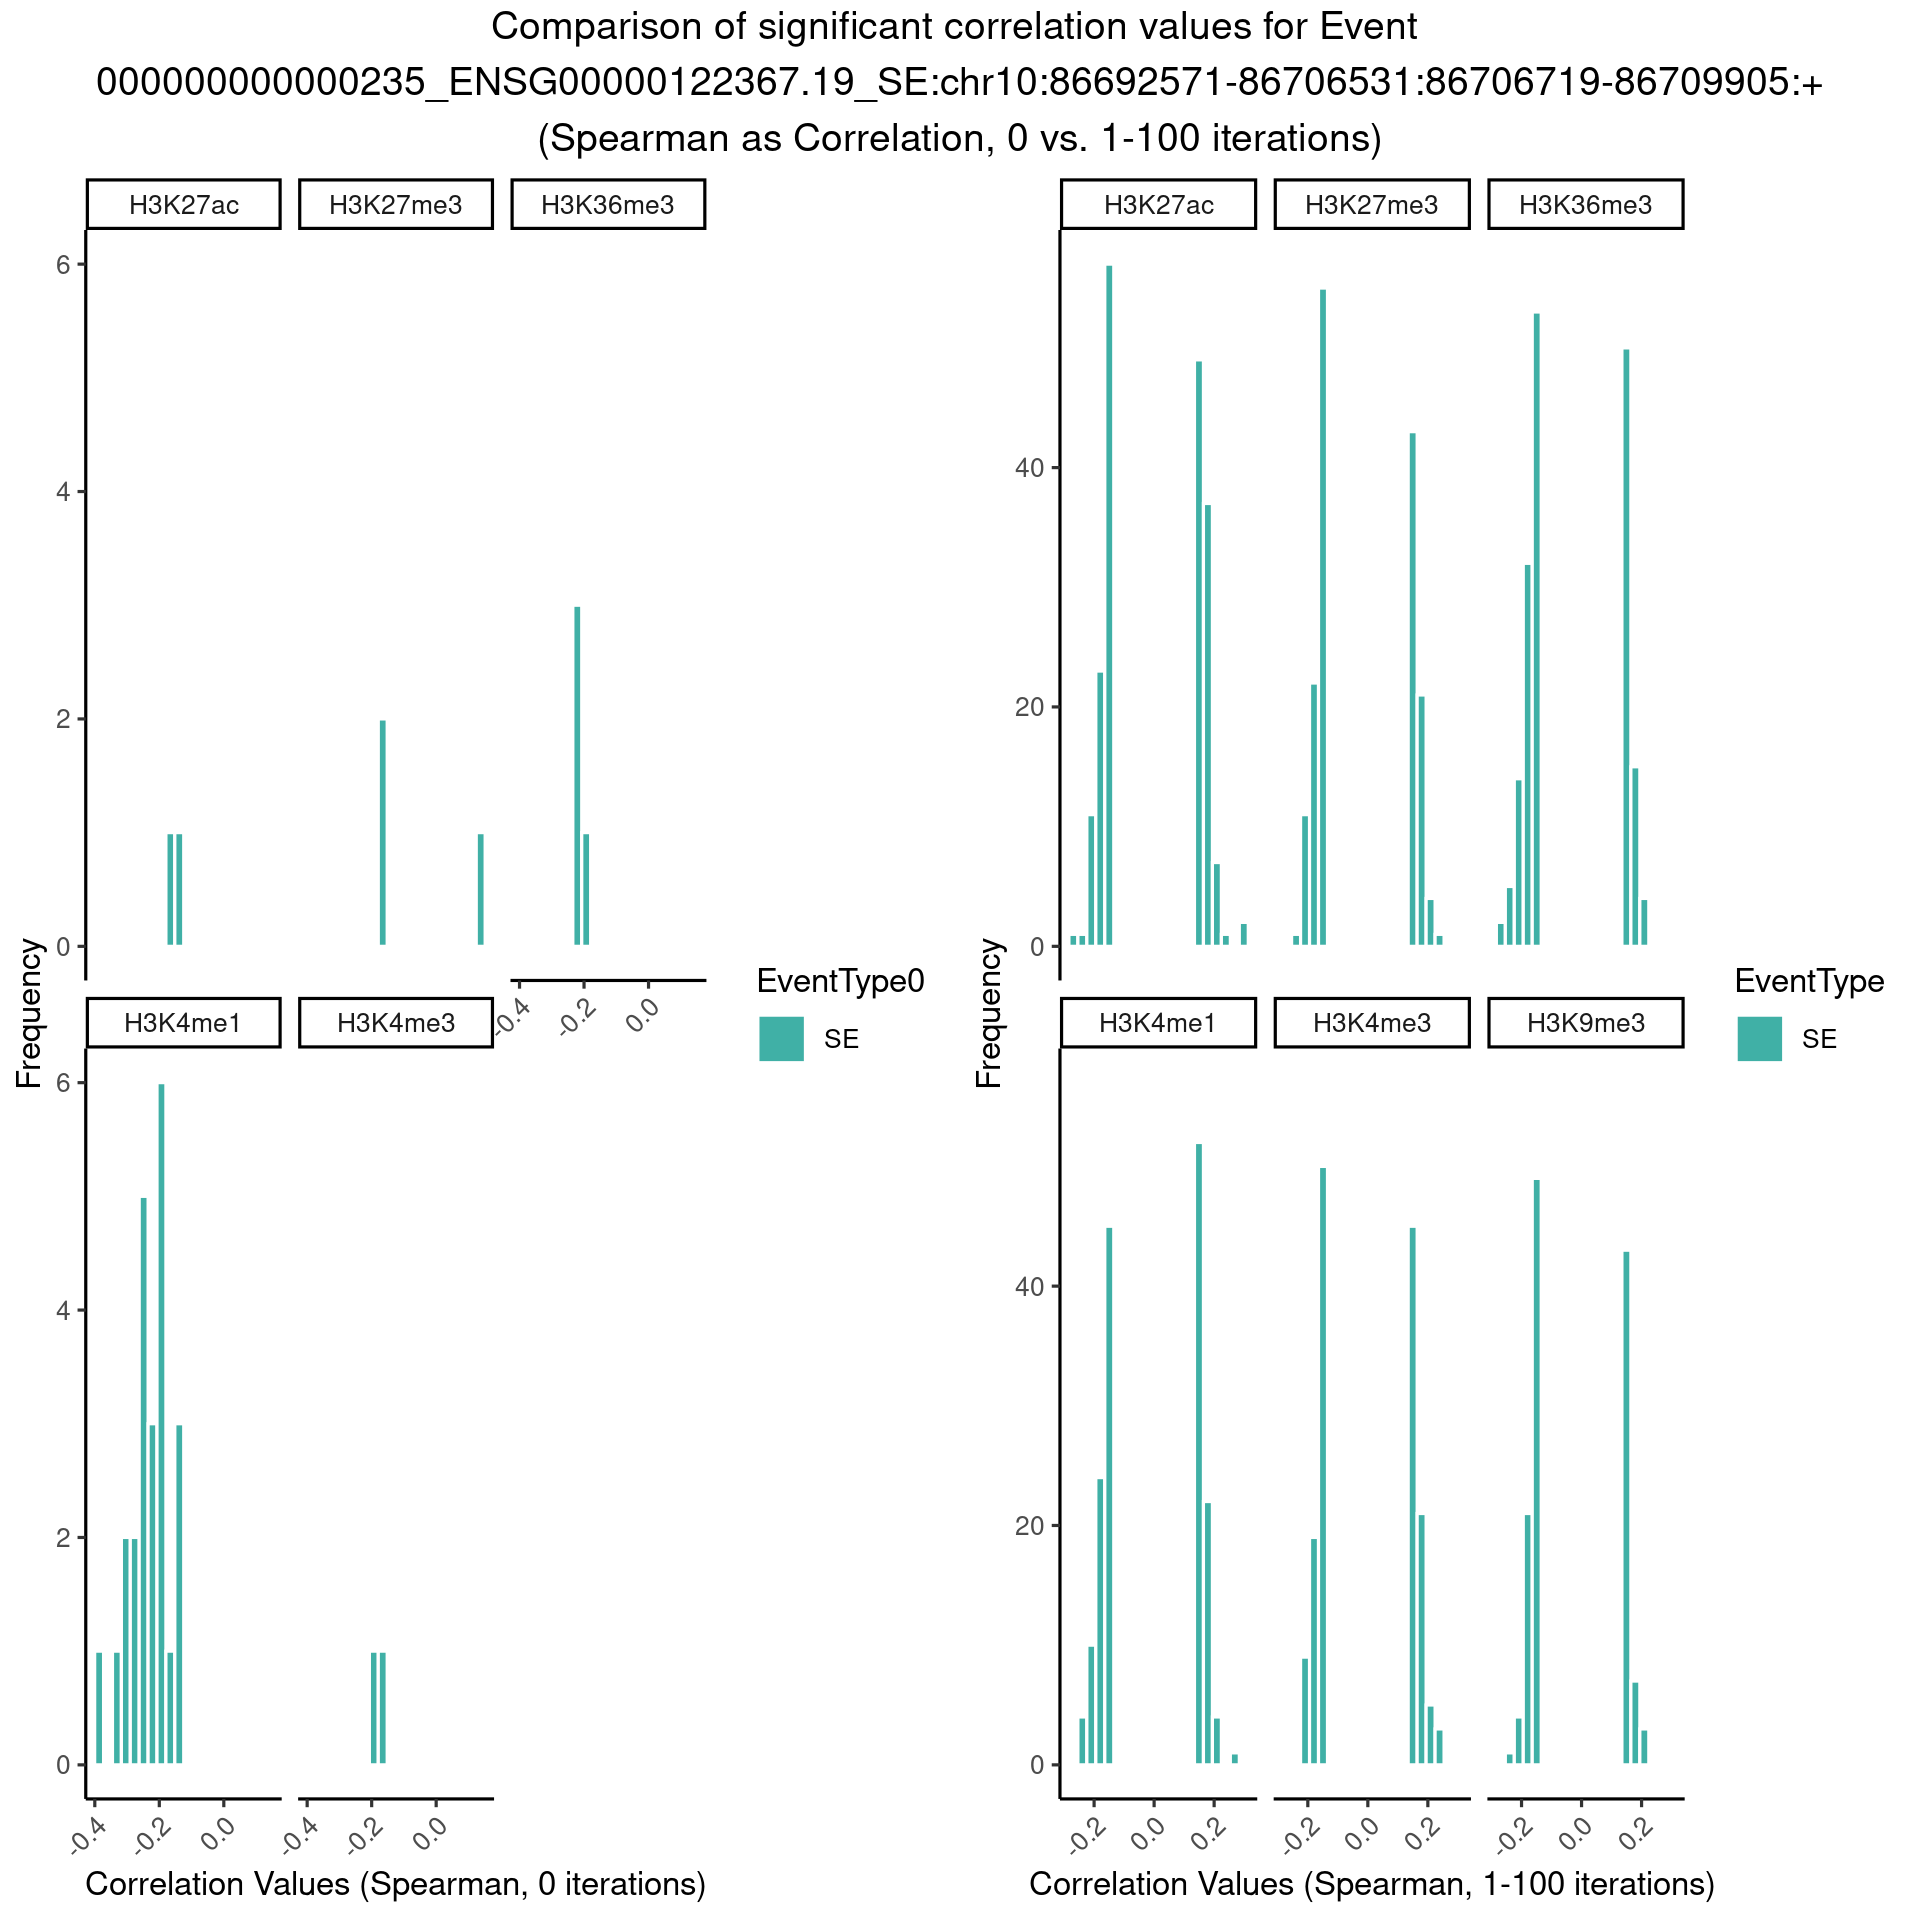 Comparison of significant correlation values for Event
000000000000235_ENSG00000122367.19_SE:chr10:86692571-86706531:86706719-86709905:+
(Spearman as Correlation, 0 vs. 1-100 iterations)
H3K27ac H3K27me3 H3K36me3
6
4
2
0
-0.4 -0.2 0.0
H3K4me1 H3K4me3
6
4
2
0
-0.4 -0.2 0.0 -0.4 -0.2 0.0
Frequency
Correlation Values (Spearman, 0 iterations)
EventType0
SE
H3K27ac H3K27me3 H3K36me3
40
20
0
H3K4me1 H3K4me3 H3K9me3
40
20
0
-0.2 0.0 0.2 -0.2 0.0 0.2 -0.2 0.0 0.2
Frequency
Correlation Values (Spearman, 1-100 iterations)
EventType
SE